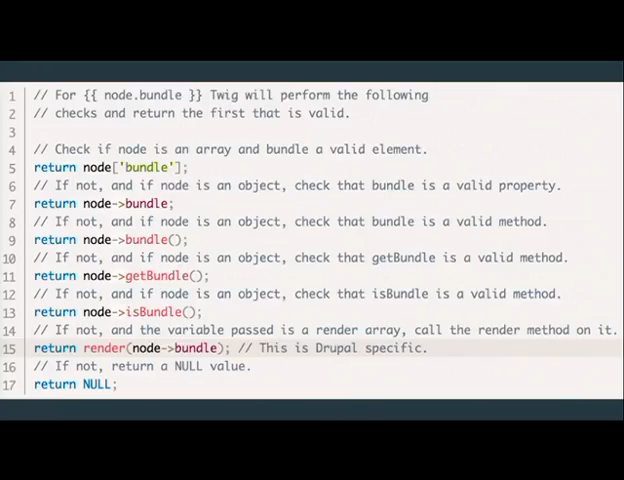 1 // For {{ node.bundle }} Twig will perform the following
2 // checks and return the first that is valid.
3
4 // Check if node is an array and bundle a valid element.
5 return node['bundle'];
6 // If not, and if node is an object, check that bundle is a valid property.
7 return node->bundle;
8 // If not, and if node is an object, check that bundle is a valid method.
9 return node->bundle();
10 // If not, and if node is an object, check that getBundle is a valid method.
11 return node->getBundle();
12 // If not, and if node is an object, check that isBundle is a valid method.
13 return node->isBundle();
14 // If not, and the variable passed is a render array, call the render method on it.
15 return render(node->bundle); // This is Drupal specific.
16 // If not, return a NULL value.
17 return NULL;